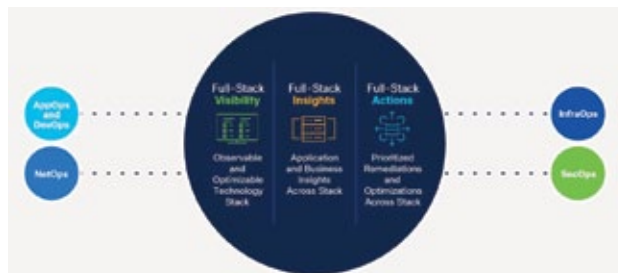 AppOps
and
DevOps
NetOps
Full-Stack
Visibility
Observable
and
Optimizable
Technology
Stack
Full-Stack
Insights
Application
and Business
Insights
Across Stack
Full-Stack
Actions
Prioritized
Remediations
and
Optimizations
Across Stack
InfraOps
SecOps